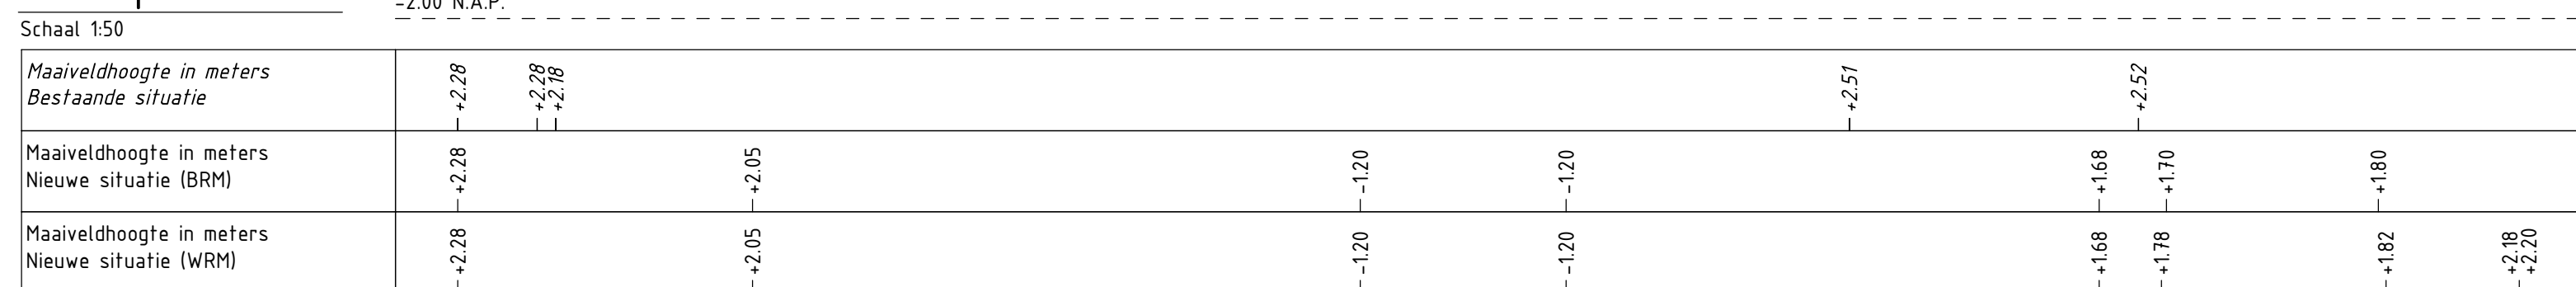 -2.00 N.A.P.
Schaal 1:50
Maaiveldhoogte in meters
Bestaande situatie
+2.28 +2.28 +2.18 +2.51 +2.52
Maaiveldhoogte in meters
Nieuwe situatie (BRM)
+2.28 +2.05 -1.20 -1.20 +1.68 +1.70 +1.80
Maaiveldhoogte in meters
Nieuwe situatie (WRM)
+2.28 +2.05 -1.20 -1.20 +1.68 +1.78 +1.82 +2.18 +2.20